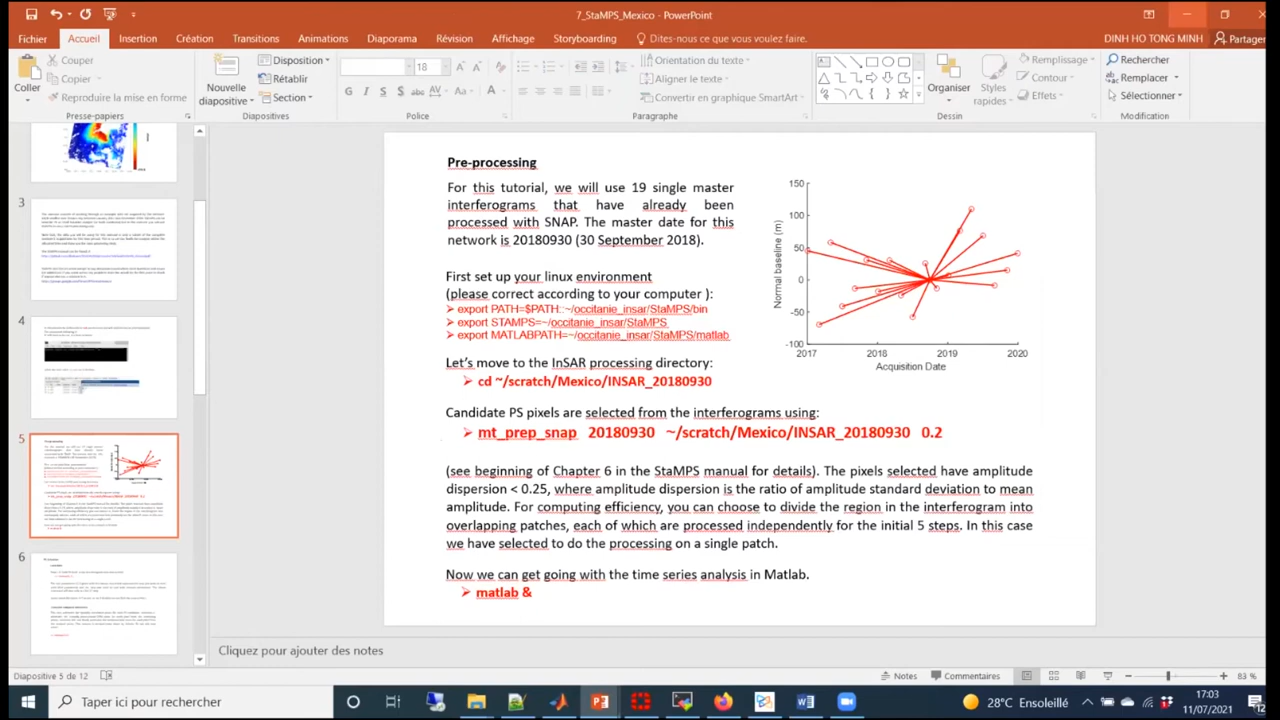 7_StaMPS_Mexico - PowerPoint
Fichier Accueil Insertion Création Transitions Animations Diaporama Révision Affichage Storyboarding Dites-nous ce que vous voulez faire. DINH HO TONG MINH Partager
Coller
Couper
Copier
Reproduire la mise en forme
Presse-papiers
Nouvelle diapositive
Disposition
Rétablir
Section
Diapositives
18
G I S S abc AV Aa A
Police
Orientation du texte
Aligner le texte
Convertir en graphique SmartArt
Paragraphe
Organiser
Styles rapides
Remplissage
Contour
Effets
Dessin
Rechercher
Remplacer
Sélectionner
Modification
3
4
5
6
Pre-processing
For this tutorial, we will use 19 single master
interferograms that have already been
processed with SNAP. The master date for this
network is 20180930 (30 September 2018).
First set up your linux environment
(please correct according to your computer ):
export PATH=$PATH:~/occitanie_insar/StaMPS/bin
export STAMPS=~/occitanie_insar/StaMPS
export MATLABPATH=~/occitanie_insar/StaMPS/matlab
Let's move to the InSAR processing directory:
cd ~/scratch/Mexico/INSAR_20180930
Candidate PS pixels are selected from the interferograms using:
mt_prep_snap 20180930 ~/scratch/Mexico/INSAR_20180930 0.2
(see beginning of Chapter 6 in the StaMPS manual for details). The pixels selected have amplitude
dispersion < 0.25, where amplitude dispersion is the ratio of amplitude standard deviation to mean
amplitude. For processing efficiency, you can choose to split the region in the interferogram into
overlapping patches, each of which are processed independently for the initial 5 steps. In this case
we have selected to do the processing on a single patch.
Now we can get going with the time series analysis in Matlab.
matlab &
Normal baseline (m)
150
100
50
0
-50
-100
2017 2018 2019 2020
Acquisition Date
Cliquez pour ajouter des notes
Diapositive 5 de 12 Notes Commentaires 83 %
Taper ici pour rechercher 28°C Ensoleillé 17:03
11/07/2021